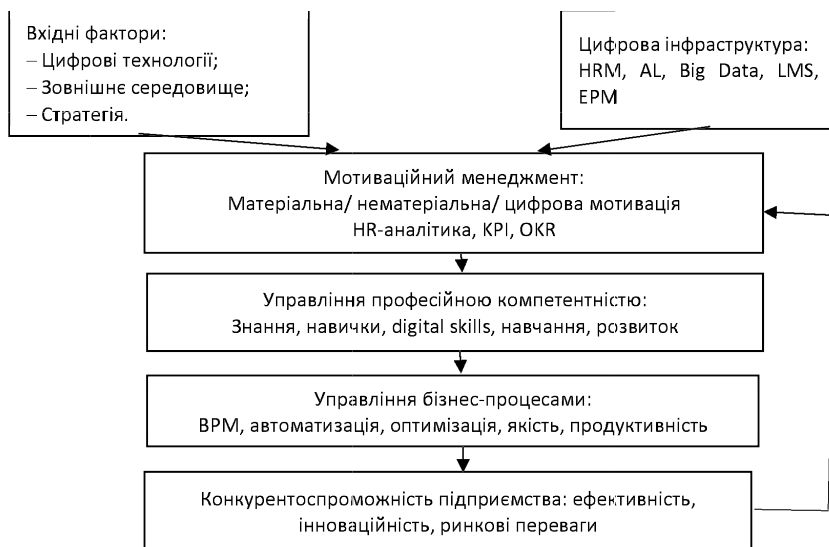 Вхідні фактори:
– Цифрові технології;
– Зовнішнє середовище;
– Стратегія.
Цифрова інфраструктура:
HRM, AL, Big Data, LMS,
EPM
Мотиваційний менеджмент:
Матеріальна/ нематеріальна/ цифрова мотивація
HR-аналітика, KPI, OKR
Управління професійною компетентністю:
Знання, навички, digital skills, навчання, розвиток
Управління бізнес-процесами:
BPM, автоматизація, оптимізація, якість, продуктивність
Конкурентоспроможність підприємства: ефективність,
інноваційність, ринкові переваги